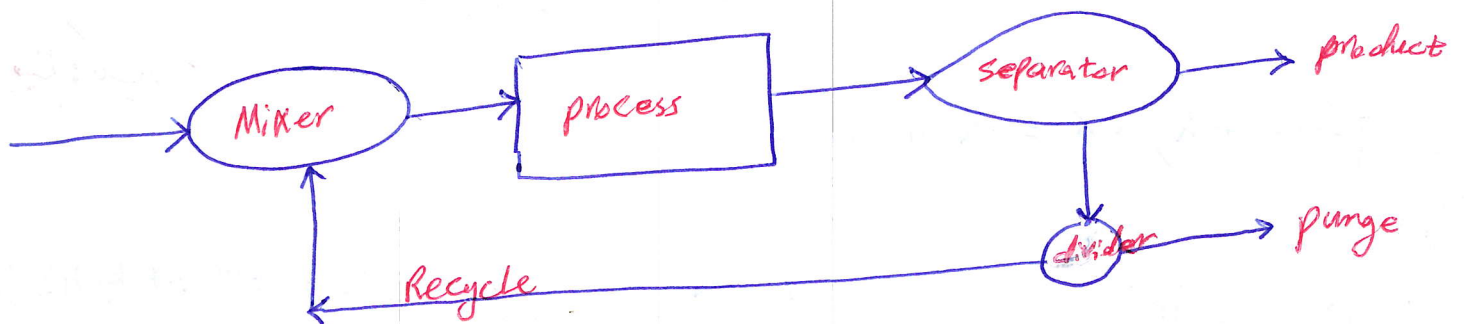 Mixer
process
separator
product
divider
purge
Recycle